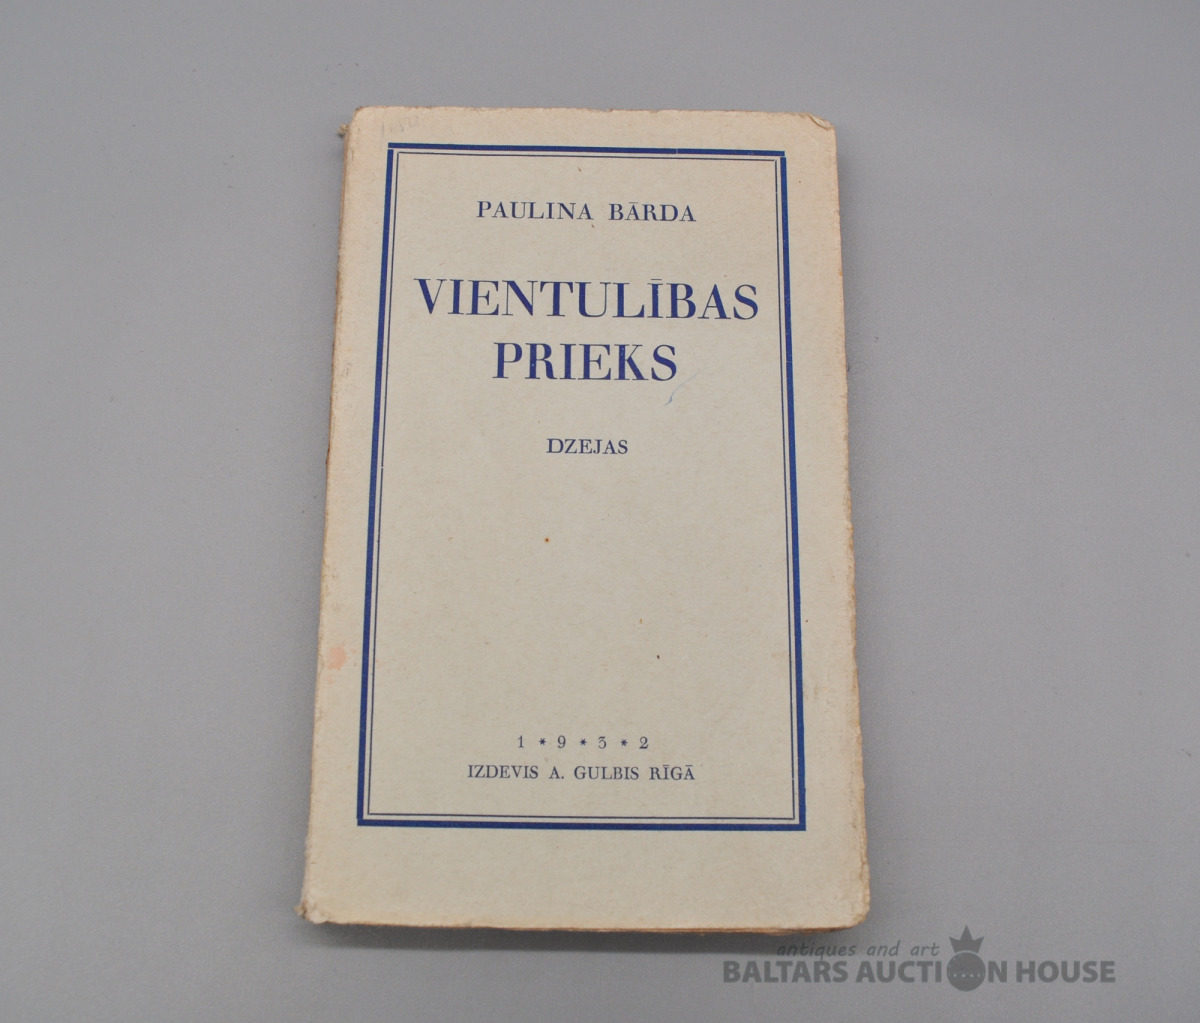 PAULINA BĀRDA
VIENTULĪBAS
PRIEKS
DZEJAS
1 * 9 * 3 * 2
IZDEVIS A. GULBIS RĪGĀ
antiques and art
BALTARS AUCTION HOUSE